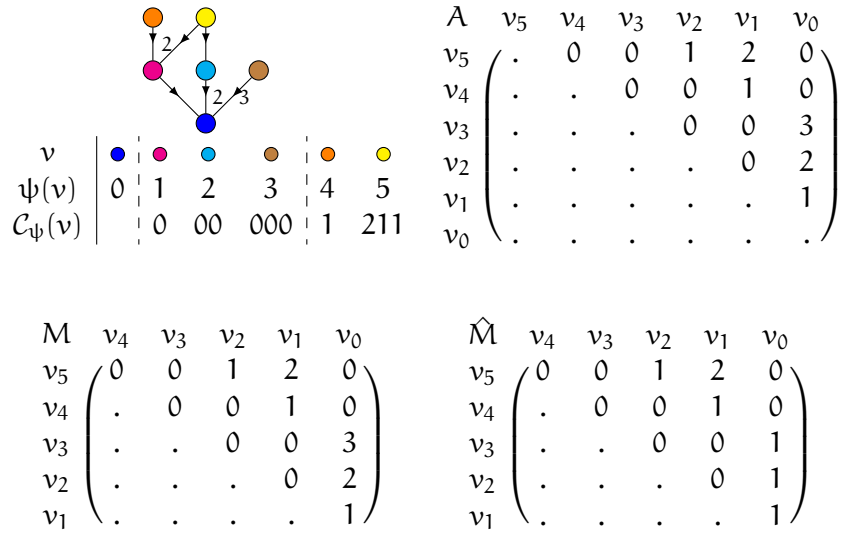 2
2 3
v
ψ(v) 0 1 2 3 4 5
𝒞ψ(v) 0 00 000 1 211
A v₅ v₄ v₃ v₂ v₁ v₀
v₅ . 0 0 1 2 0
v₄ . . 0 0 1 0
v₃ . . . 0 0 3
v₂ . . . . 0 2
v₁ . . . . . 1
v₀ . . . . . .
M v₄ v₃ v₂ v₁ v₀
v₅ 0 0 1 2 0
v₄ . 0 0 1 0
v₃ . . 0 0 3
v₂ . . . 0 2
v₁ . . . . 1
M̂ v₄ v₃ v₂ v₁ v₀
v₅ 0 0 1 2 0
v₄ . 0 0 1 0
v₃ . . 0 0 1
v₂ . . . 0 1
v₁ . . . . 1